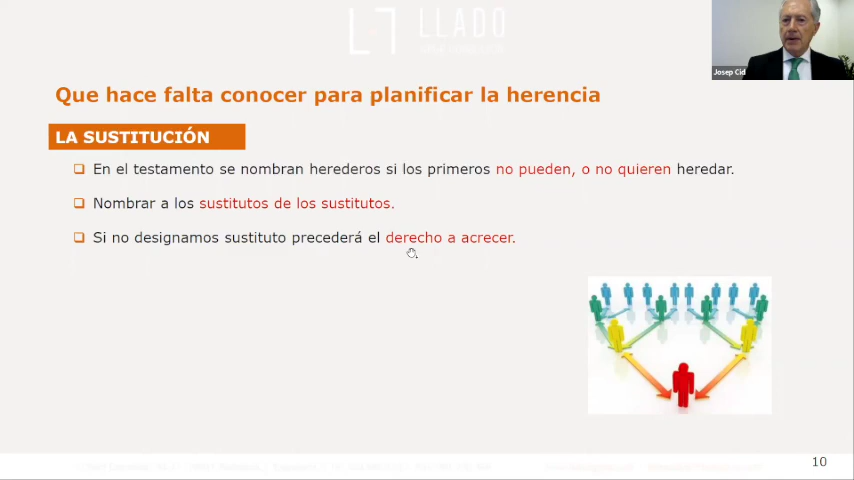 LLADO
Josep Cid
Que hace falta conocer para planificar la herencia
LA SUSTITUCIÓN
En el testamento se nombran herederos si los primeros no pueden, o no quieren heredar.
Nombrar a los sustitutos de los sustitutos.
Si no designamos sustituto precederá el derecho a acrecer.
10